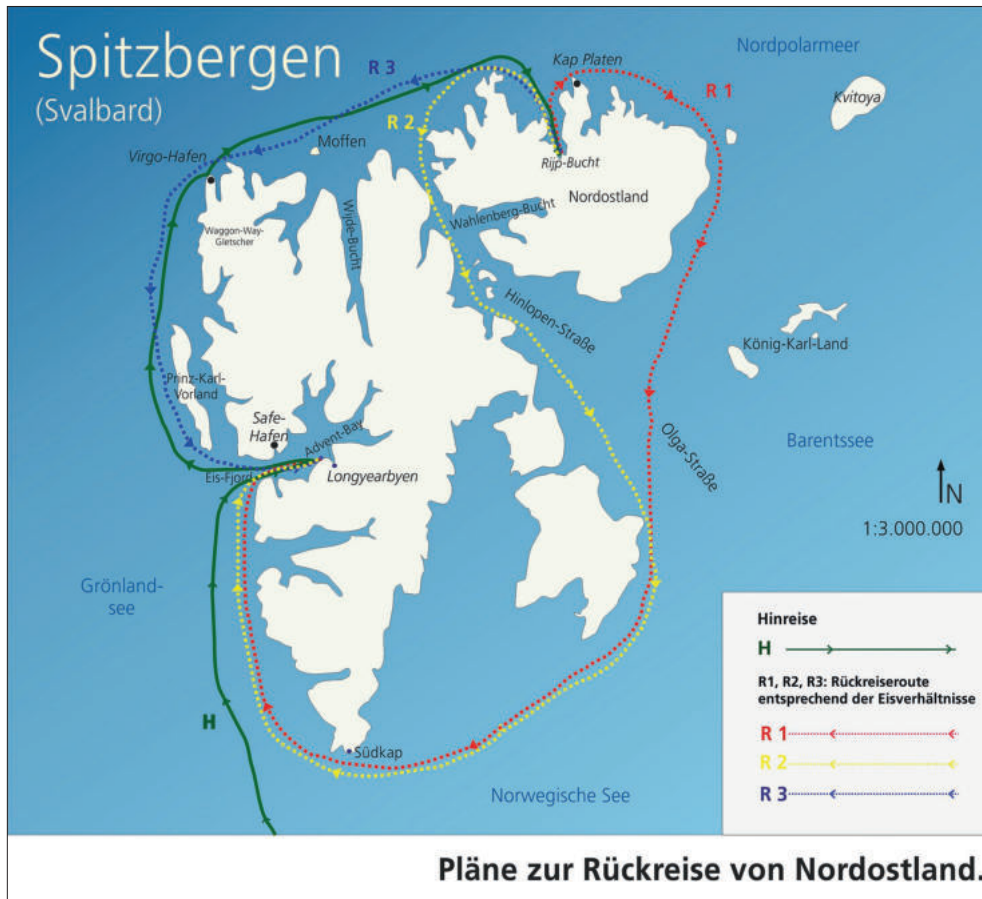 Spitzbergen
(Svalbard)
Nordpolarmeer
Kap Platen
R 3
R 1
Kvitoya
R 2
Moffen
Virgo-Hafen
Rijp-Bucht
Nordostland
Wahlenberg-Bucht
Waggon-Way-
Gletscher
Wijde-Bucht
Hinlopen-Straße
König-Karl-Land
Prinz-Karl-
Vorland
Safe-
Hafen
Advent-Bay
Olga-Straße
Barentssee
Eis-Fjord
Longyearbyen
N
1:3.000.000
Grönland-
see
H
Südkap
Norwegische See
Hinreise
H
R1, R2, R3: Rückreiseroute
entsprechend der Eisverhältnisse
R 1
R 2
R 3
Pläne zur Rückreise von Nordostland.